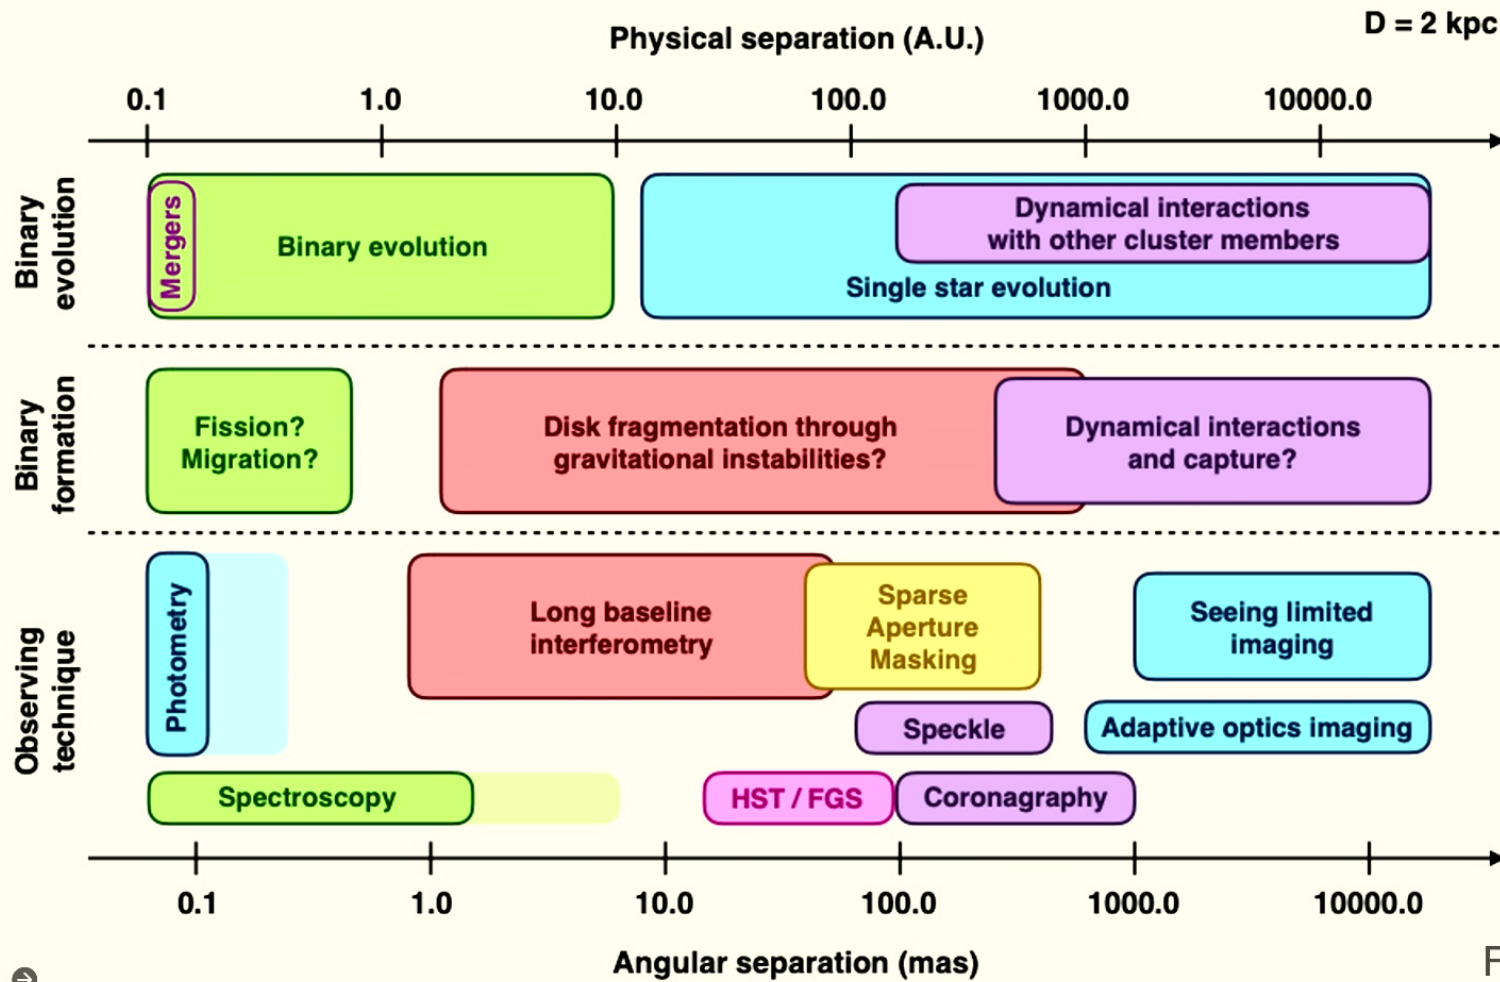 D = 2 kpc
Physical separation (A.U.)
0.1 1.0 10.0 100.0 1000.0 10000.0
Binary
evolution
Mergers
Binary evolution
Dynamical interactions
with other cluster members
Single star evolution
Binary
formation
Fission?
Migration?
Disk fragmentation through
gravitational instabilities?
Dynamical interactions
and capture?
Observing
technique
Photometry
Long baseline
interferometry
Sparse
Aperture
Masking
Seeing limited
imaging
Speckle
Adaptive optics imaging
Spectroscopy
HST / FGS
Coronagraphy
0.1 1.0 10.0 100.0 1000.0 10000.0
Angular separation (mas)